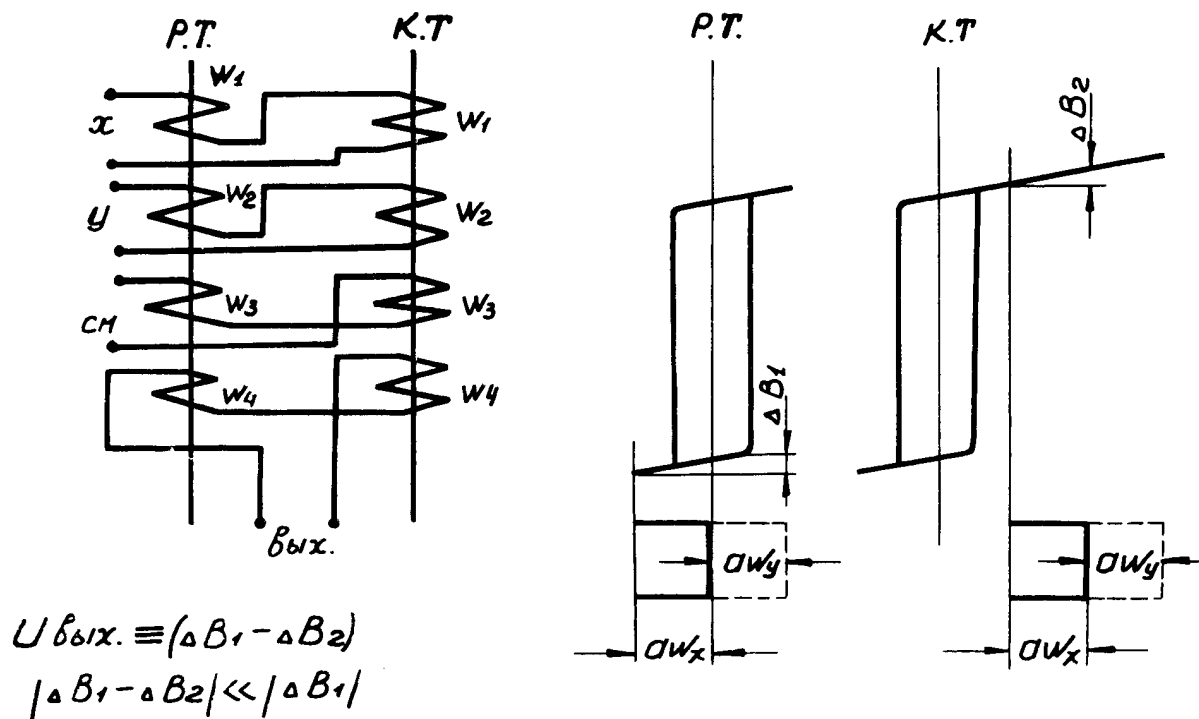 Р.Т. К.Т
W1
х W1
W2
у W2
W3
см W3
W4 W4
вых.
U вых. ≡ (ΔB1 - ΔB2)
|ΔB1 - ΔB2| << |ΔB1|
Р.Т. К.Т
ΔB2
ΔB1
awy awy
awx awx